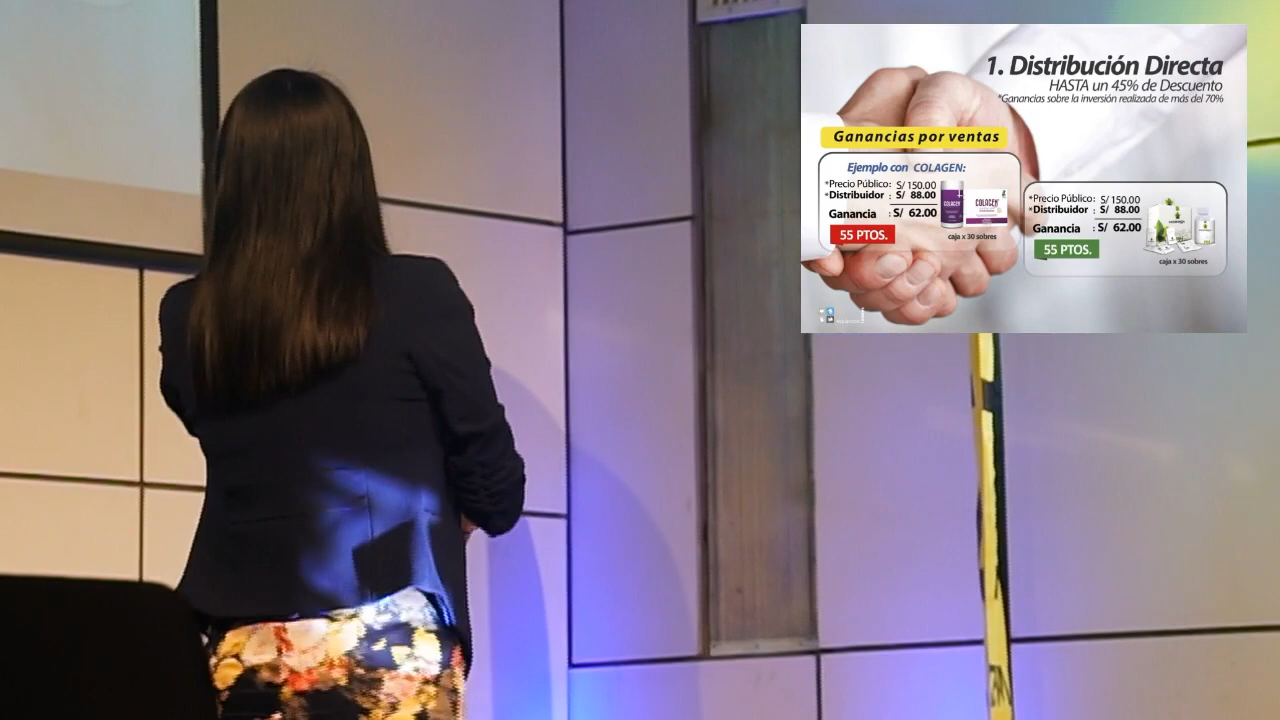 1. Distribución Directa
HASTA un 45% de Descuento
*Ganancias sobre la inversión realizada de más del 70%
Ganancias por ventas
Ejemplo con COLAGEN:
*Precio Público: S/ 150.00
*Distribuidor : S/ 88.00
Ganancia : S/ 62.00
55 PTOS.
COLAGEN
COLAGEN
caja x 30 sobres
*Precio Público: S/ 150.00
*Distribuidor : S/ 88.00
Ganancia : S/ 62.00
55 PTOS.
caja x 30 sobres